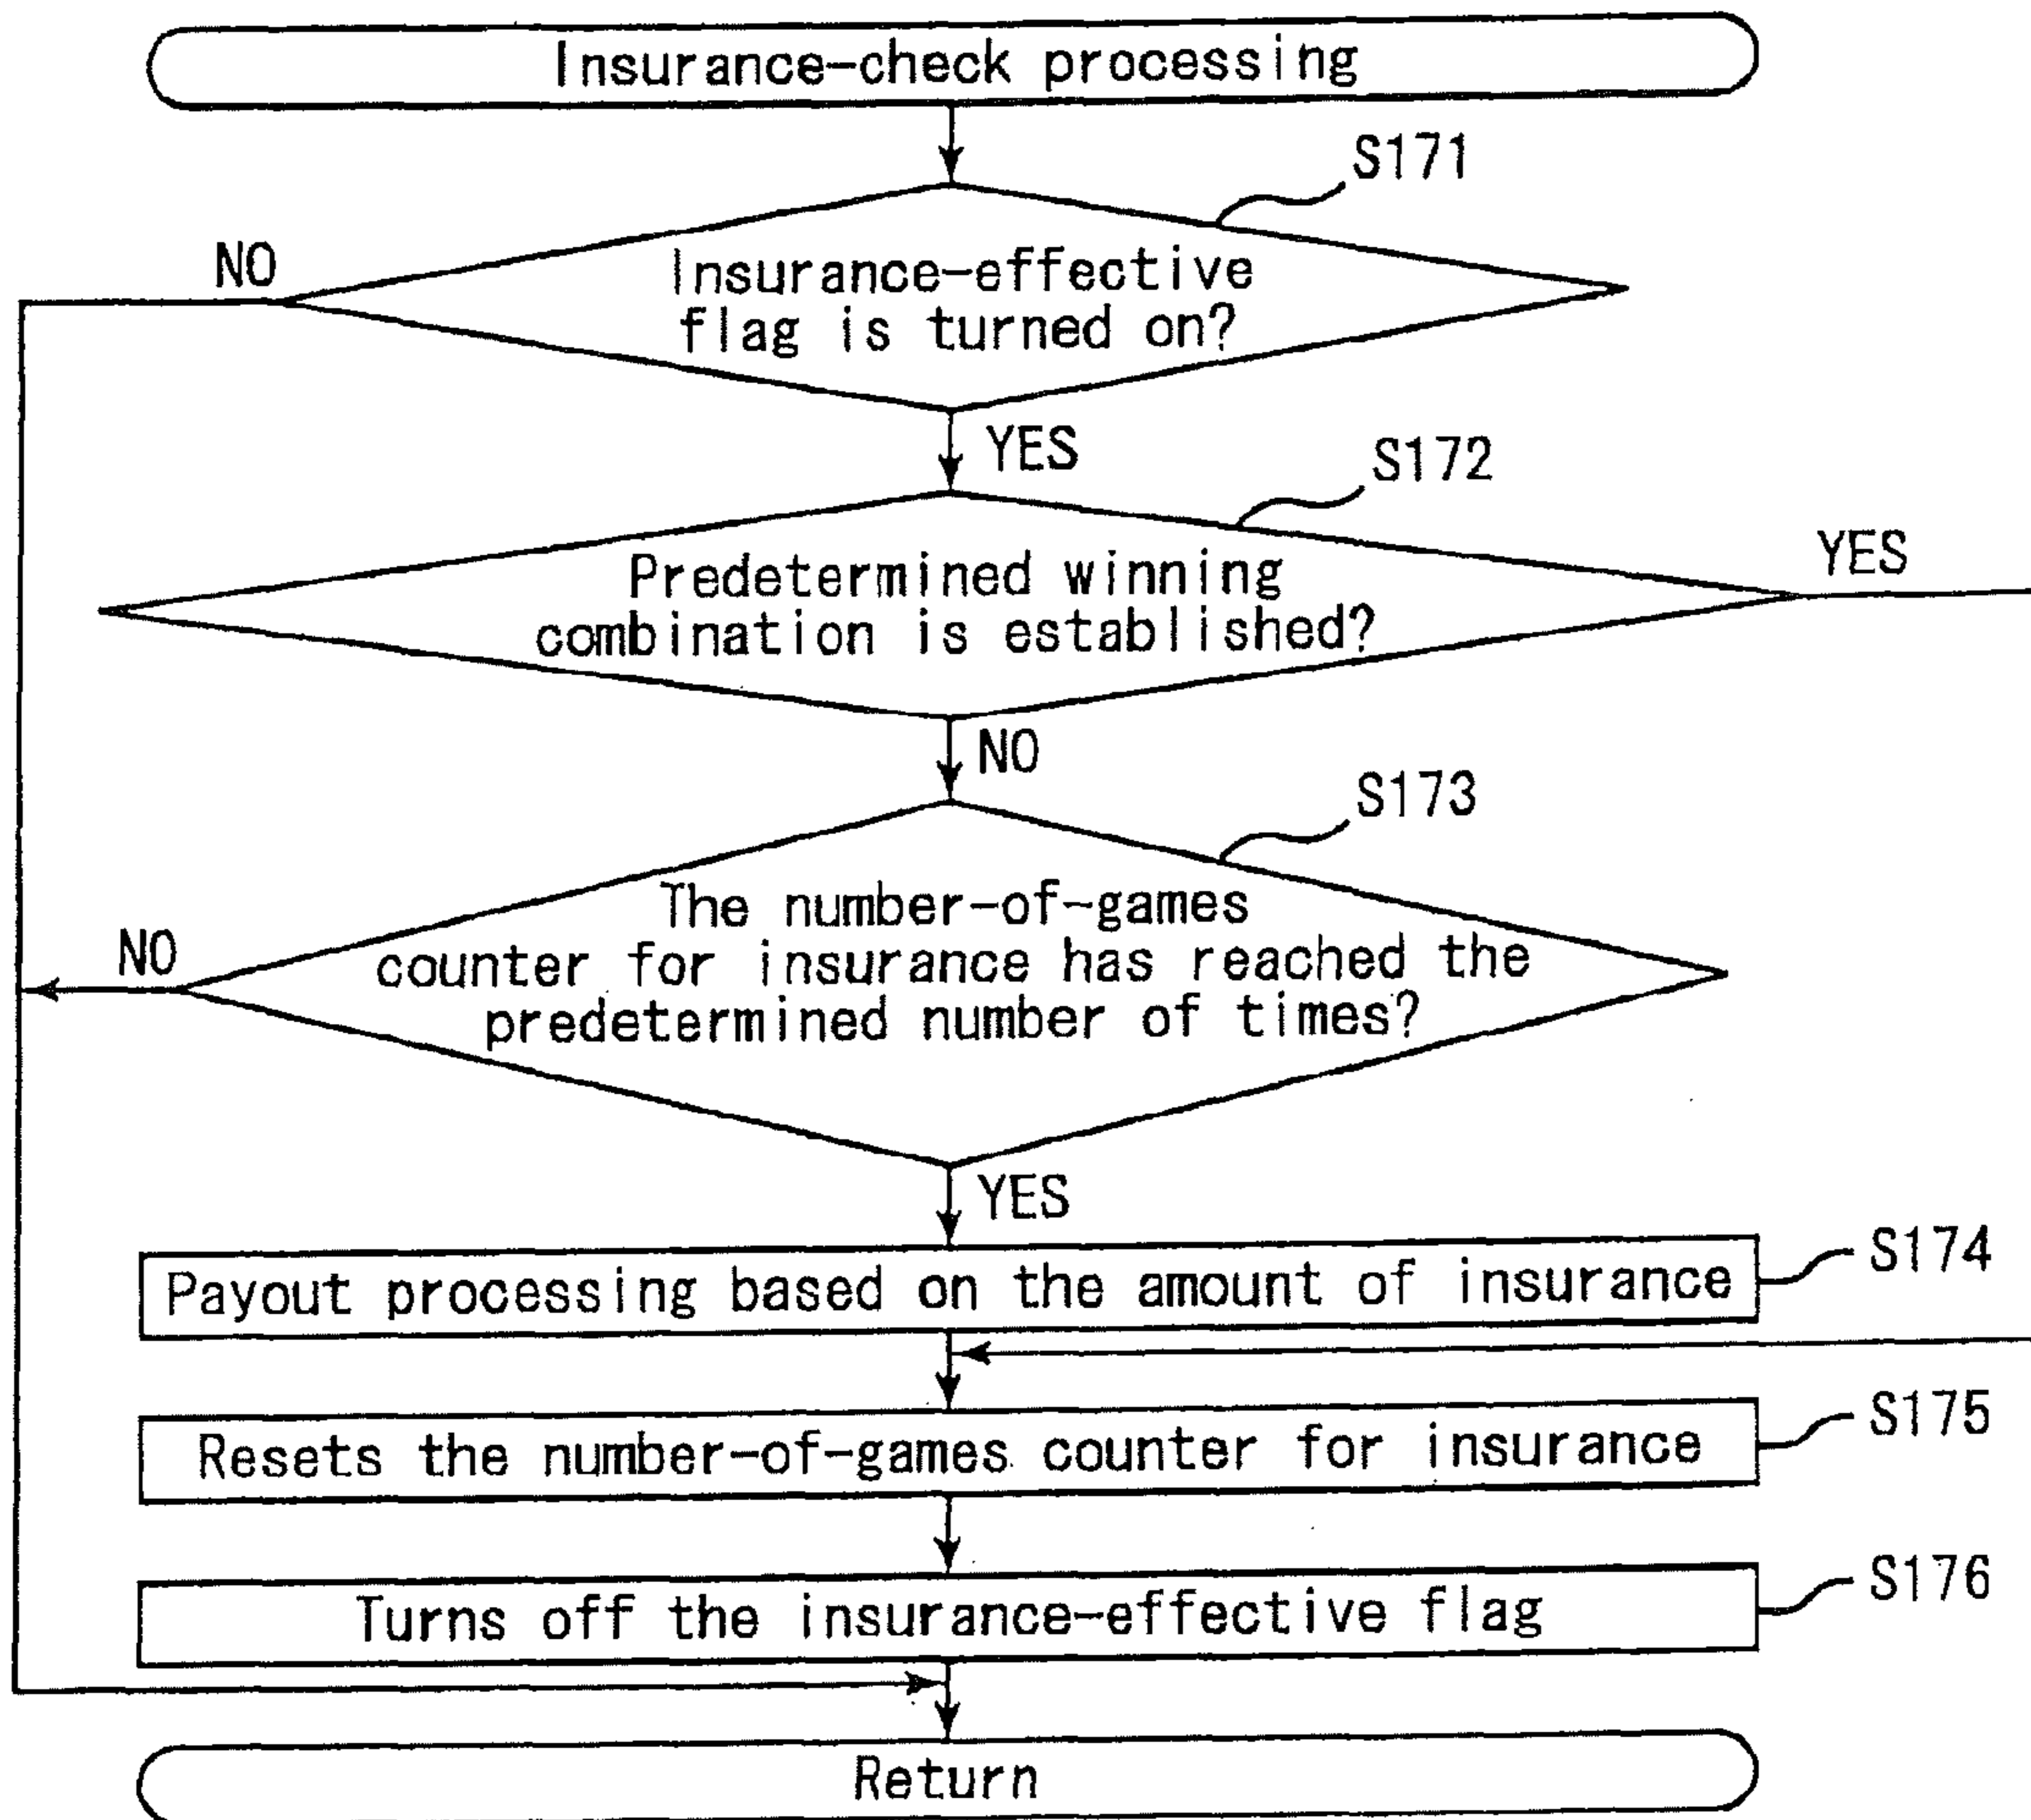 Insurance-check processing
S171
NO
Insurance-effective
flag is turned on?
YES
S172
YES
Predetermined winning
combination is established?
NO
S173
The number-of-games
NO
counter for insurance has reached the
predetermined number of times?
YES
S174
Payout processing based on the amount of insurance
S175
Resets the number-of-games counter for insurance
S176
Turns off the insurance-effective flag
Return